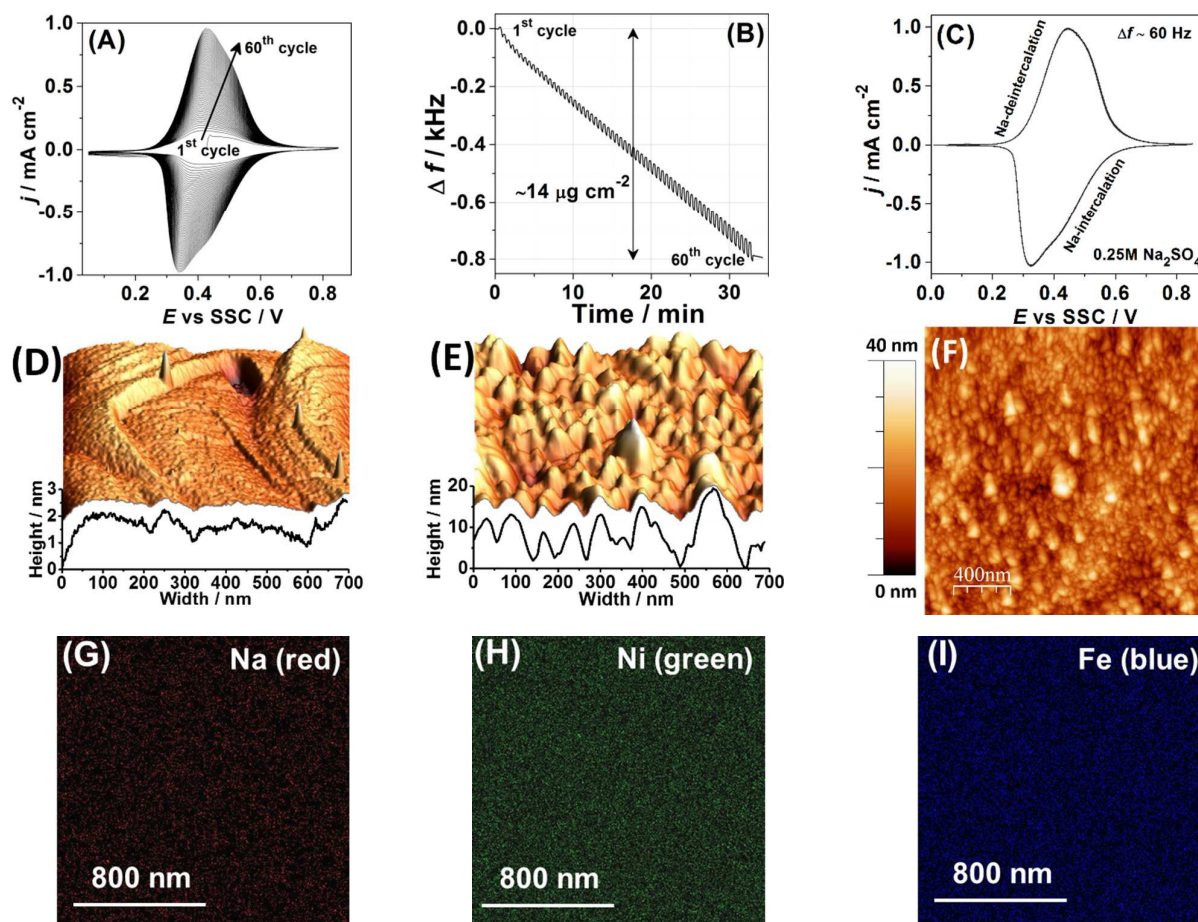 (A)
60th cycle
1st cycle
1.0
0.5
0.0
-0.5
-1.0
j / mA cm-2
0.2 0.4 0.6 0.8
E vs SSC / V
(B)
1st cycle
~14 μg cm-2
60th cycle
0.0
-0.2
-0.4
-0.6
-0.8
Δ f / kHz
0 10 20 30
Time / min
(C)
Δf ~ 60 Hz
Na-deintercalation
Na-intercalation
0.25M Na2SO4
1.0
0.5
0.0
-0.5
-1.0
j / mA cm-2
0.0 0.2 0.4 0.6 0.8
E vs SSC / V
(D)
3
2
1
0
Height / nm
0 100 200 300 400 500 600 700
Width / nm
(E)
20
10
0
Height / nm
0 100 200 300 400 500 600 700
Width / nm
40 nm
0 nm
(F)
400nm
(G)
Na (red)
800 nm
(H)
Ni (green)
800 nm
(I)
Fe (blue)
800 nm